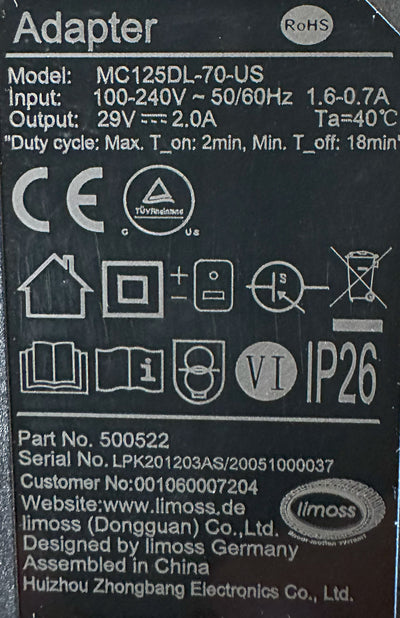 Adapter
RoHS
Model: MC125DL-70-US
Input: 100-240V ~ 50/60Hz 1.6-0.7A
Output: 29V ⎓ 2.0A Ta=40℃
"Duty cycle: Max. T_on: 2min, Min. T_off: 18min"
CE
TÜVRheinland
C US
+ −
S
i
VI
IP26
Part No. 500522
Serial No. LPK201203AS/20051000037
Customer No:001060007204
Website:www.limoss.de
limoss
limoss (Dongguan) Co.,Ltd.
Designed by limoss Germany
Assembled in China
Huizhou Zhongbang Electronics Co., Ltd.